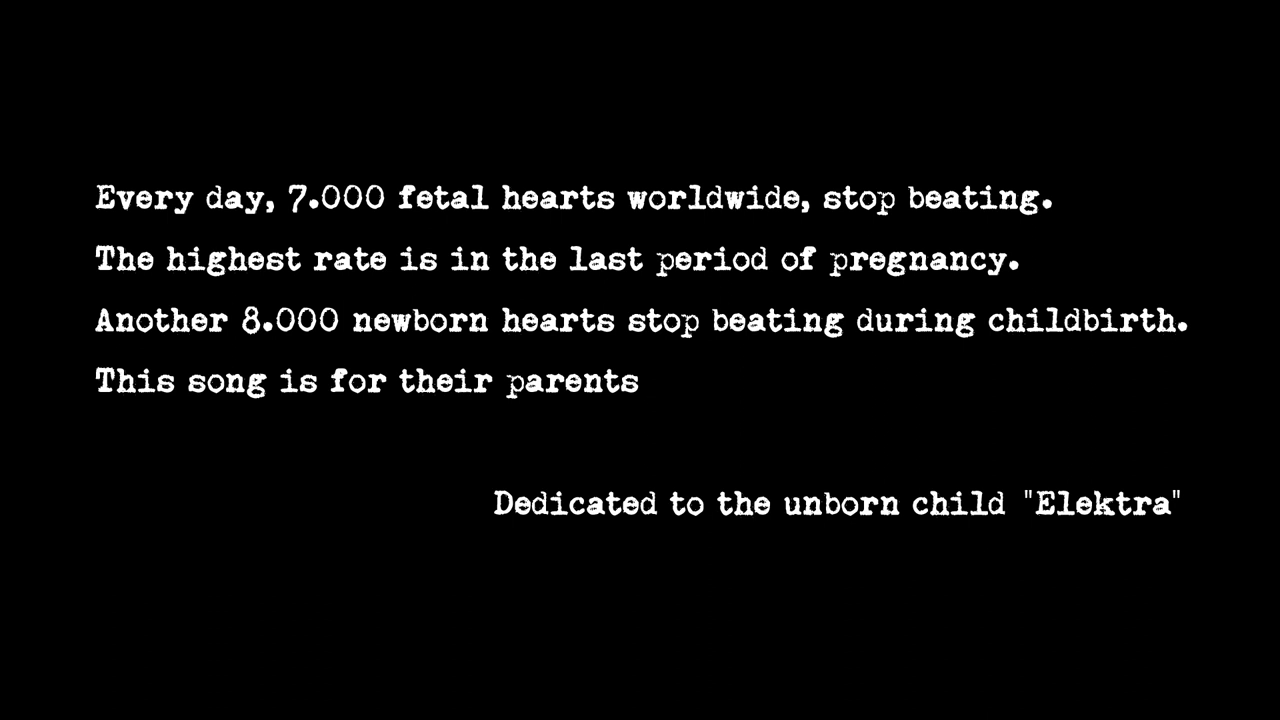 Every day, 7.000 fetal hearts worldwide, stop beating.
The highest rate is in the last period of pregnancy.
Another 8.000 newborn hearts stop beating during childbirth.
This song is for their parents
Dedicated to the unborn child "Elektra"